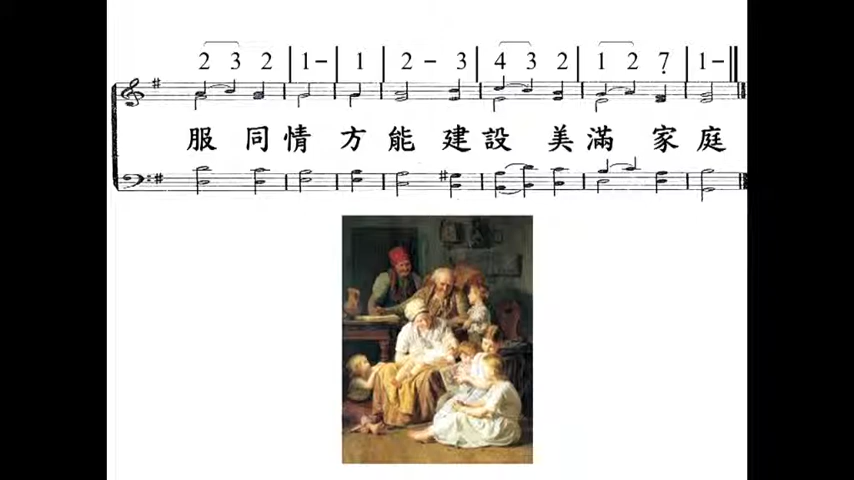 2 3 2 | 1 – | 1 | 2 – 3 | 4 3 2 | 1 2 7̣ | 1 – ‖
服 同 情 方 能 建 設 美 滿 家 庭